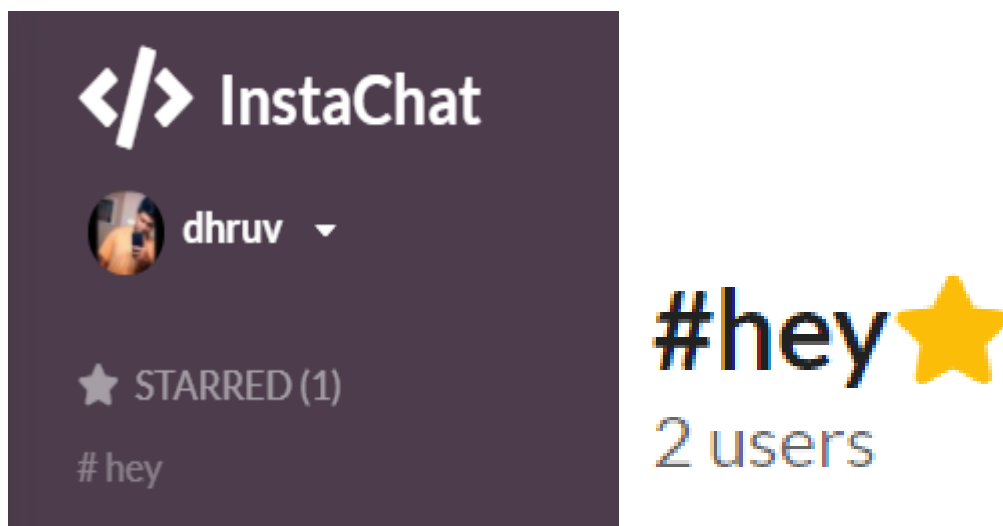 InstaChat
dhruv
STARRED (1)
# hey
#hey
2 users